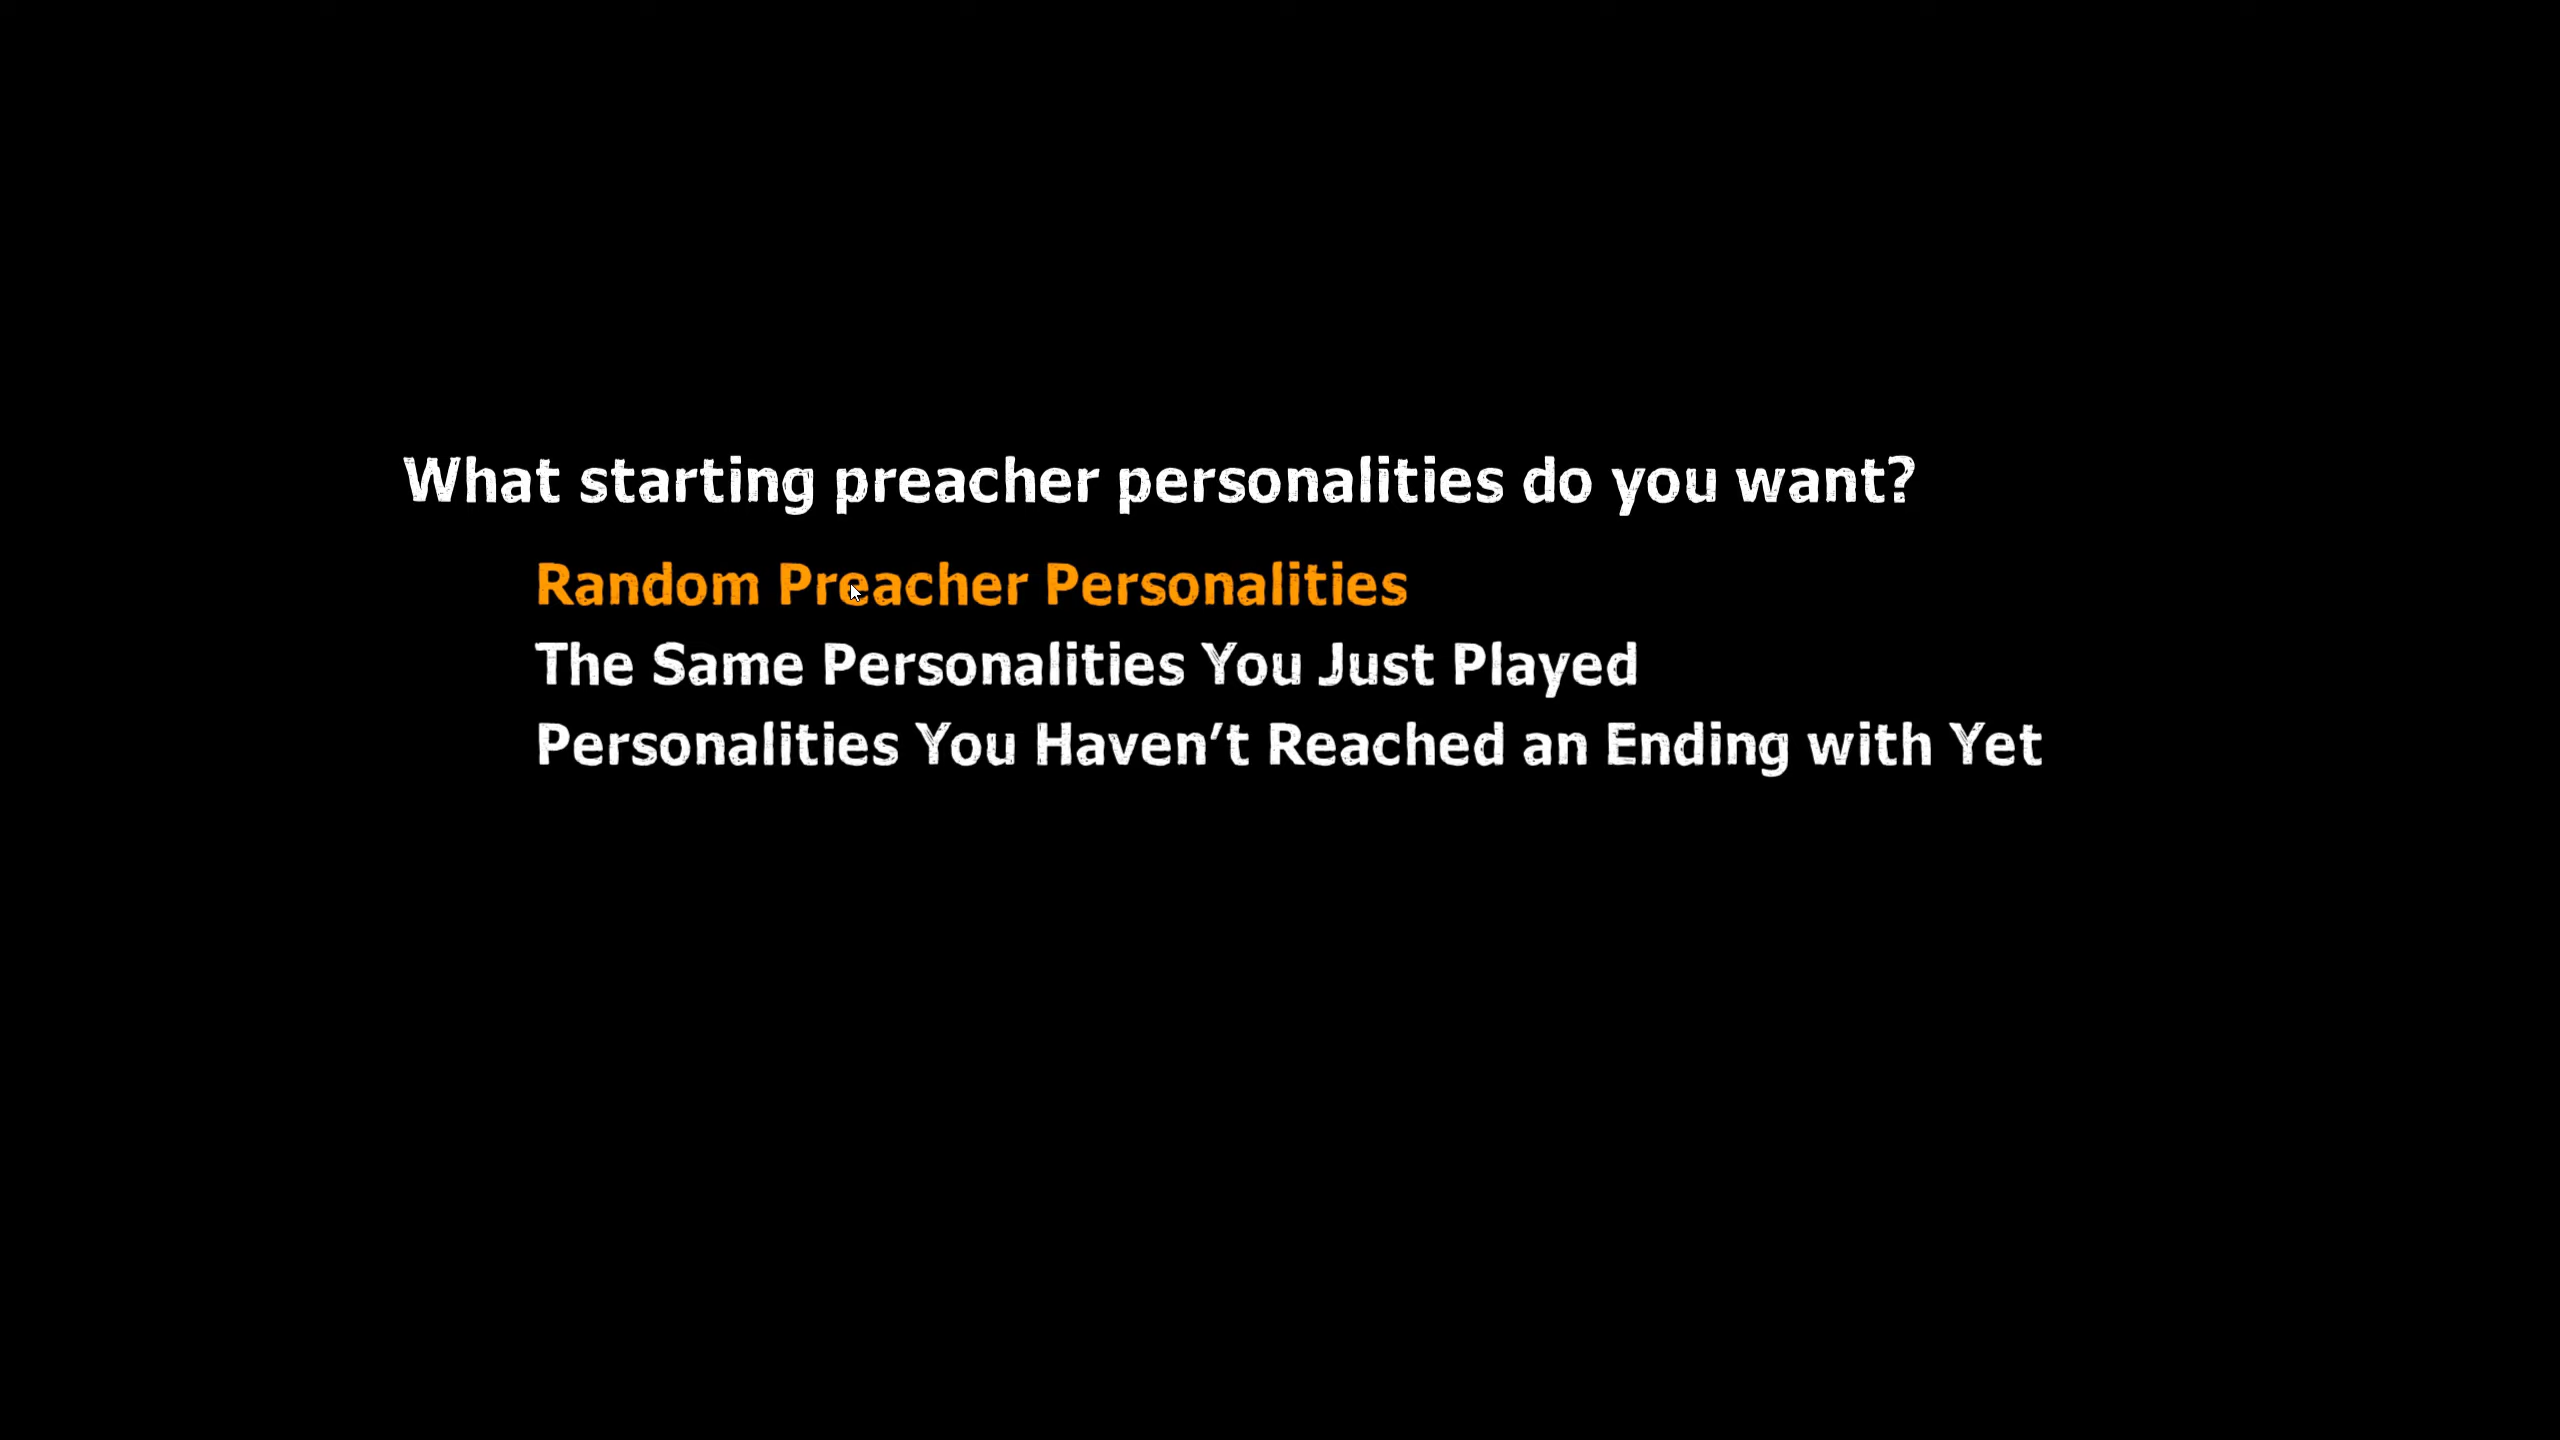 What starting preacher personalities do you want?
Random Preacher Personalities
The Same Personalities You Just Played
Personalities You Haven’t Reached an Ending with Yet